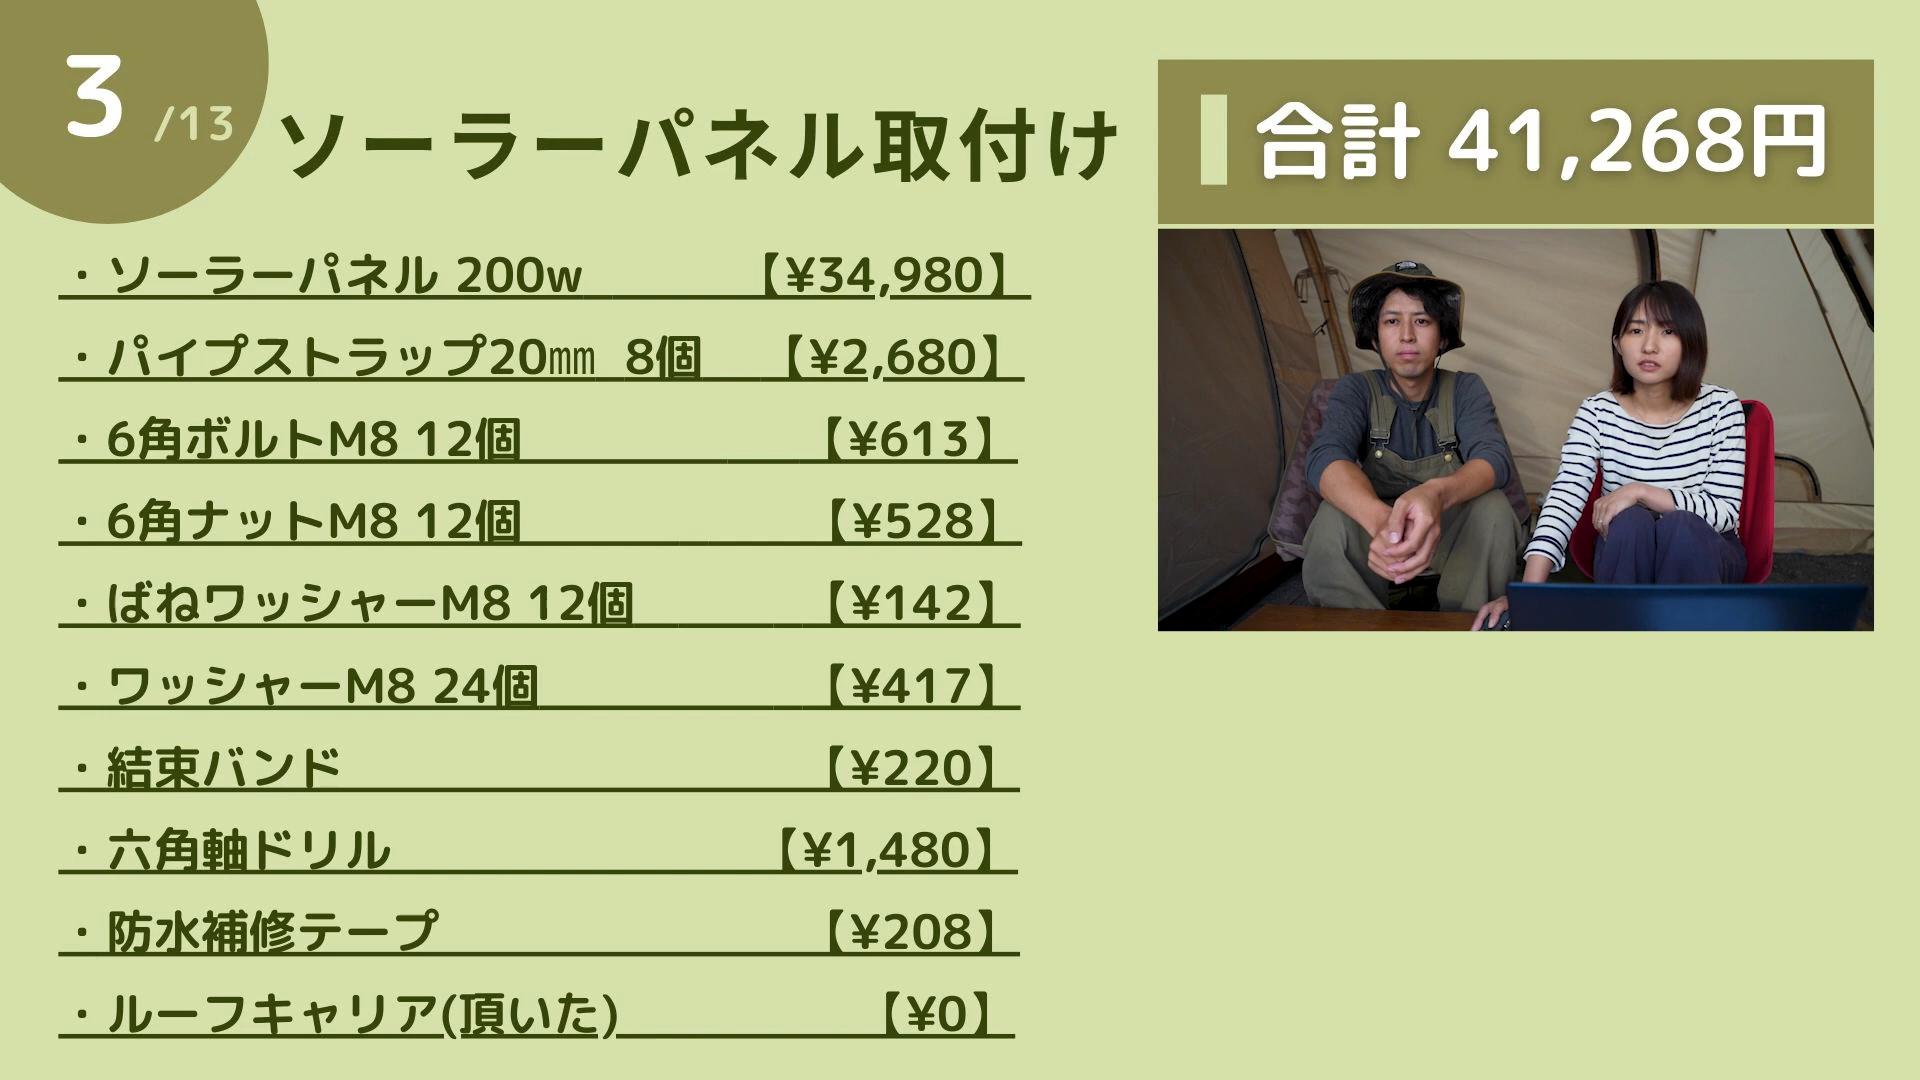 3 /13
ソーラーパネル取付け
合計 41,268円
・ソーラーパネル 200w 【¥34,980】
・パイプストラップ20㎜ 8個 【¥2,680】
・6角ボルトM8 12個 【¥613】
・6角ナットM8 12個 【¥528】
・ばねワッシャーM8 12個 【¥142】
・ワッシャーM8 24個 【¥417】
・結束バンド 【¥220】
・六角軸ドリル 【¥1,480】
・防水補修テープ 【¥208】
・ルーフキャリア(頂いた) 【¥0】